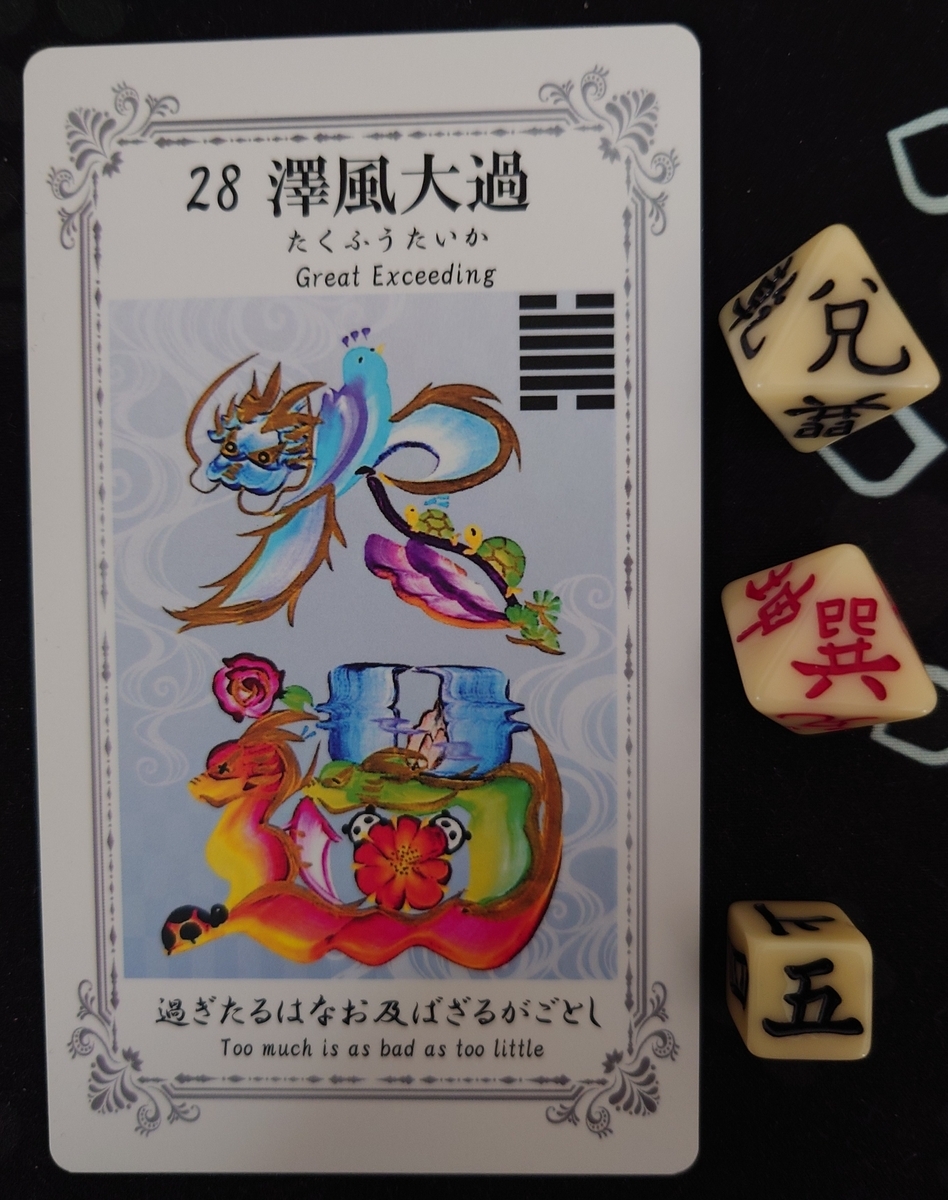 28 澤風大過
たくふうたいか
Great Exceeding
大
過
過ぎたるはなお及ばざるがごとし
Too much is as bad as too little
兌
巽
五